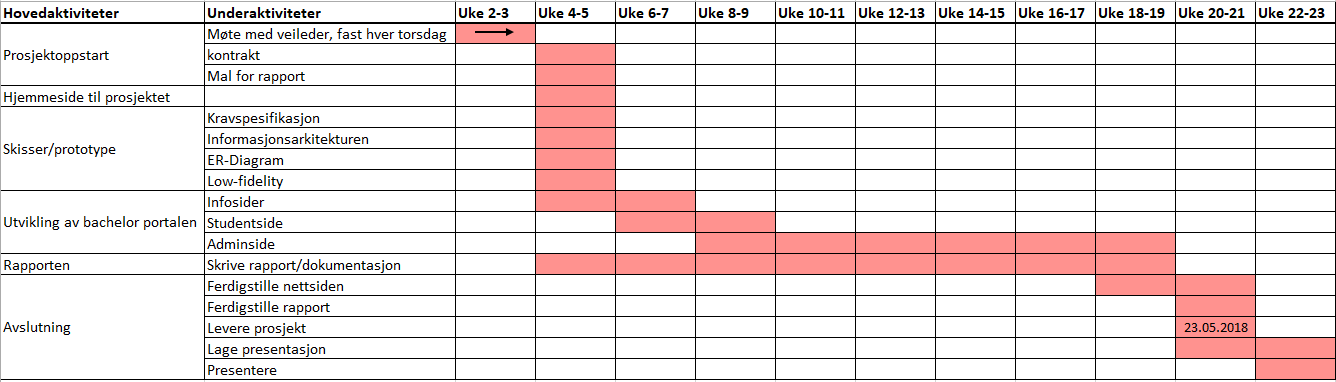 Hovedaktiviteter Underaktiviteter Uke 2-3 Uke 4-5 Uke 6-7 Uke 8-9 Uke 10-11 Uke 12-13 Uke 14-15 Uke 16-17 Uke 18-19 Uke 20-21 Uke 22-23
Prosjektoppstart
Møte med veileder, fast hver torsdag
kontrakt
Mal for rapport
Hjemmeside til prosjektet
Skisser/prototype
Kravspesifikasjon
Informasjonsarkitekturen
ER-Diagram
Low-fidelity
Utvikling av bachelor portalen
Infosider
Studentside
Adminside
Rapporten Skrive rapport/dokumentasjon
Avslutning
Ferdigstille nettsiden
Ferdigstille rapport
Levere prosjekt 23.05.2018
Lage presentasjon
Presentere